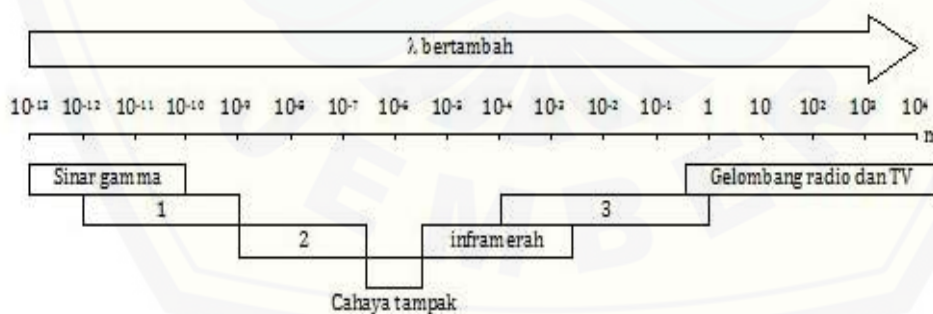 λ bertambah
10⁻¹³ 10⁻¹² 10⁻¹¹ 10⁻¹⁰ 10⁻⁹ 10⁻⁸ 10⁻⁷ 10⁻⁶ 10⁻⁵ 10⁻⁴ 10⁻³ 10⁻² 10⁻¹ 1 10 10² 10³ 10⁴
m
Sinar gamma Gelombang radio dan TV
1 3
2 inframerah
Cahaya tampak
JEMBER